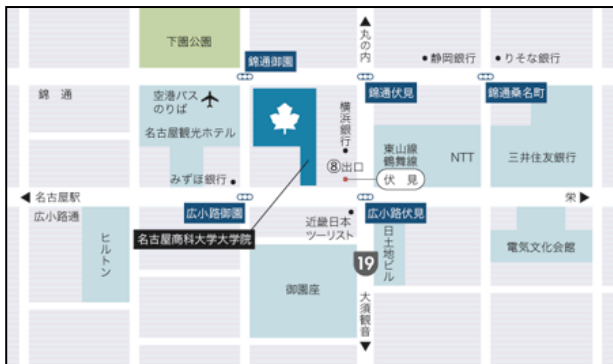 下園公園
▲
丸の内
錦通御園
●静岡銀行
●りそな銀行
錦 通
空港バス
のりば
名古屋観光ホテル
横浜銀行●
錦通伏見
錦通桑名町
みずほ銀行●
⑧出口
伏 見
東山線
鶴舞線
NTT
三井住友銀行
◀名古屋駅
栄▶
広小路通
広小路御園
広小路伏見
名古屋商科大学大学院
近畿日本
ツーリスト
ヒルトン
日土地ビル
電気文化会館
19
御園座
大須観音
▼